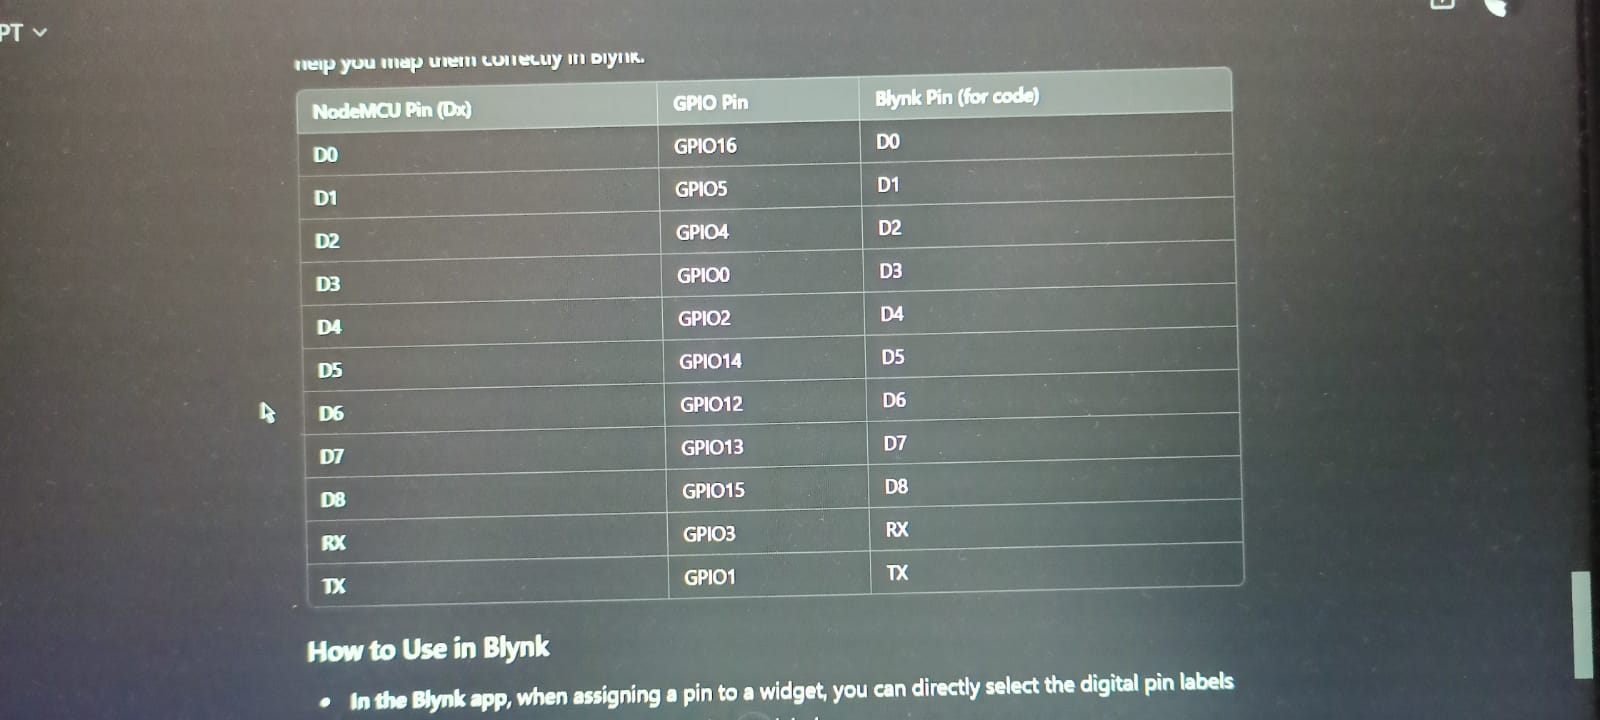 PT
help you map them correctly in Blynk.
NodeMCU Pin (Dx) GPIO Pin Blynk Pin (for code)
D0 GPIO16 D0
D1 GPIO5 D1
D2 GPIO4 D2
D3 GPIO0 D3
D4 GPIO2 D4
D5 GPIO14 D5
D6 GPIO12 D6
D7 GPIO13 D7
D8 GPIO15 D8
RX GPIO3 RX
TX GPIO1 TX
How to Use in Blynk
• In the Blynk app, when assigning a pin to a widget, you can directly select the digital pin labels